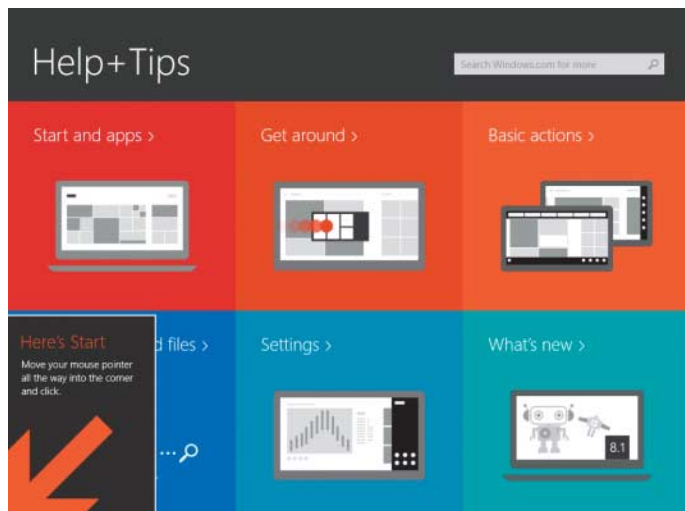 Help+Tips
Search Windows.com for more
Start and apps >
Get around >
Basic actions >
Here's Start
Move your mouse pointer
all the way into the corner
and click.
d files >
Settings >
What's new >
...
8.1